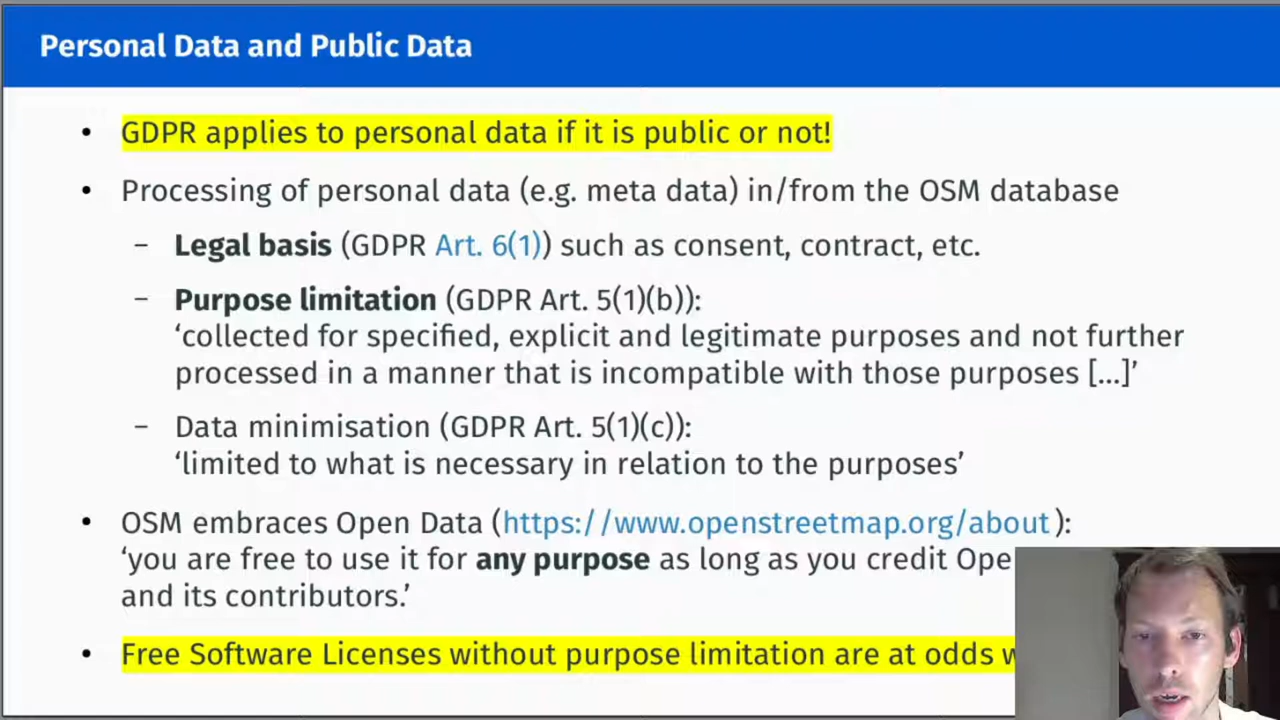 Personal Data and Public Data
• GDPR applies to personal data if it is public or not!
• Processing of personal data (e.g. meta data) in/from the OSM database
– Legal basis (GDPR Art. 6(1)) such as consent, contract, etc.
– Purpose limitation (GDPR Art. 5(1)(b)):
‘collected for specified, explicit and legitimate purposes and not further
processed in a manner that is incompatible with those purposes [...]’
– Data minimisation (GDPR Art. 5(1)(c)):
‘limited to what is necessary in relation to the purposes’
• OSM embraces Open Data (https://www.openstreetmap.org/about):
‘you are free to use it for any purpose as long as you credit Ope
and its contributors.’
• Free Software Licenses without purpose limitation are at odds